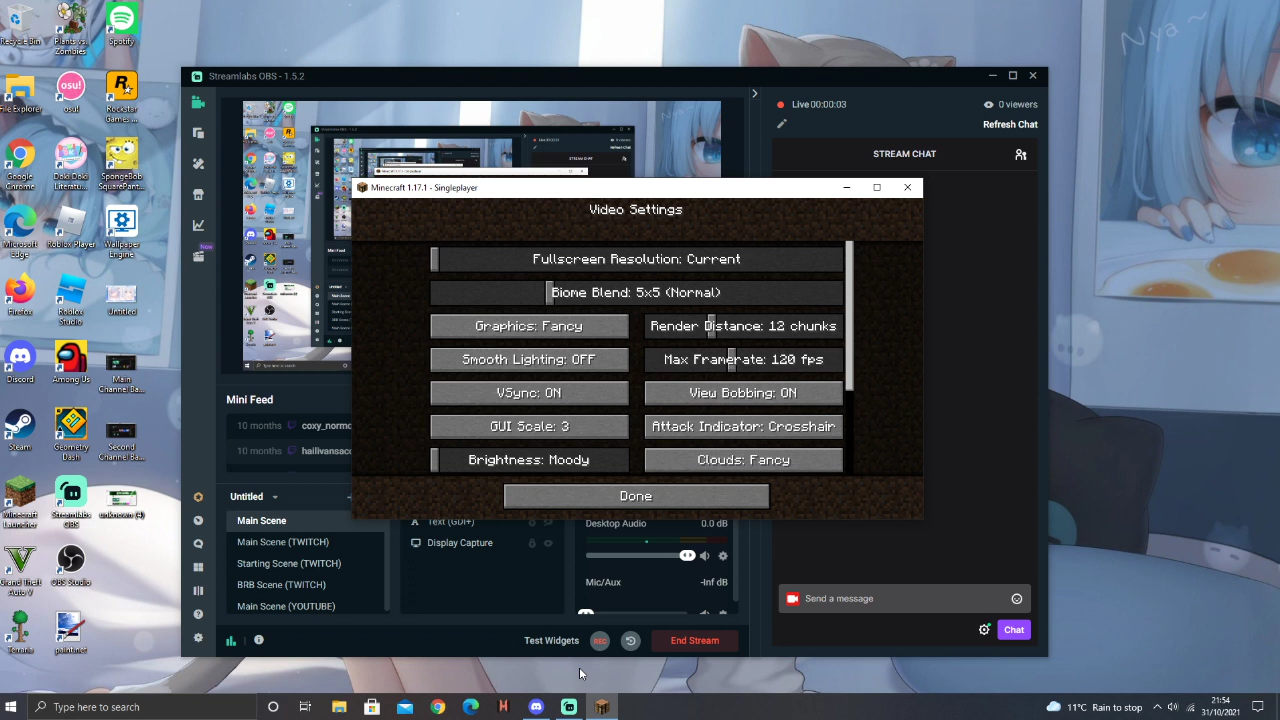 Recycle Bin
Plants vs. Zombies
Spotify
File Explorer
osu!
Rockstar Games ...
Google Chrome
Doki Doki Literatu...
SpongeBob SquarePant...
Microsoft Edge
Roblox Player
Wallpaper Engine
Firefox
Roblox Studio
Untitled
Discord
Among Us
Main Channel Ba...
Steam
Geometry Dash
Second Channel Ba...
Minecraft Launcher
Streamlabs OBS
unknown (4)
Grand Theft Auto V
OBS Studio
paint.net
Nya ~
Streamlabs OBS - 1.5.2
New
Live 00:00:03
0 viewers
Refresh Chat
STREAM CHAT
Minecraft 1.17.1 - Singleplayer
Video Settings
Fullscreen Resolution: Current
Biome Blend: 5x5 (Normal)
Graphics: Fancy
Render Distance: 12 chunks
Smooth Lighting: OFF
Max Framerate: 120 fps
VSync: ON
View Bobbing: ON
GUI Scale: 3
Attack Indicator: Crosshair
Brightness: Moody
Clouds: Fancy
Done
Mini Feed
10 months coxy_normo
10 months
Untitled
Main Scene
Main Scene (TWITCH)
Starting Scene (TWITCH)
BRB Scene (TWITCH)
Main Scene (YOUTUBE)
Text (GDI+)
Display Capture
Desktop Audio
0.0 dB
Mic/Aux
-Inf dB
Test Widgets
REC
End Stream
Send a message
Chat
Type here to search
11°C Rain to stop
21:54
31/10/2021